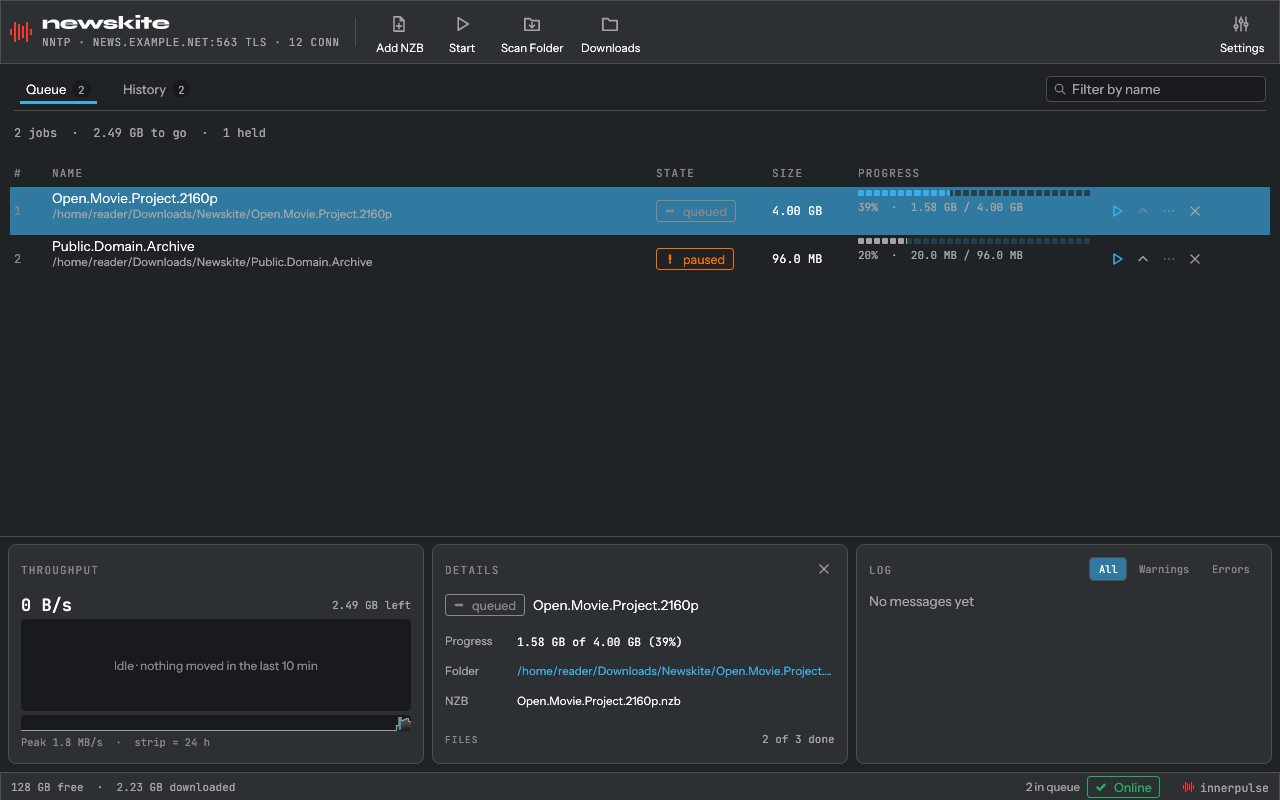 newskite
NNTP · NEWS.EXAMPLE.NET:563 TLS · 12 CONN
Add NZB
Start
Scan Folder
Downloads
Settings
Queue 2
History 2
Filter by name
2 jobs · 2.49 GB to go · 1 held
# NAME STATE SIZE PROGRESS
1 Open.Movie.Project.2160p
/home/reader/Downloads/Newskite/Open.Movie.Project.2160p
queued
4.00 GB
39% · 1.58 GB / 4.00 GB
2 Public.Domain.Archive
/home/reader/Downloads/Newskite/Public.Domain.Archive
! paused
96.0 MB
20% · 20.0 MB / 96.0 MB
THROUGHPUT
0 B/s
2.49 GB left
Idle · nothing moved in the last 10 min
Peak 1.8 MB/s · strip = 24 h
DETAILS
queued
Open.Movie.Project.2160p
Progress 1.58 GB of 4.00 GB (39%)
Folder /home/reader/Downloads/Newskite/Open.Movie.Project...
NZB Open.Movie.Project.2160p.nzb
FILES 2 of 3 done
LOG
All Warnings Errors
No messages yet
128 GB free · 2.23 GB downloaded
2 in queue
Online
innerpulse